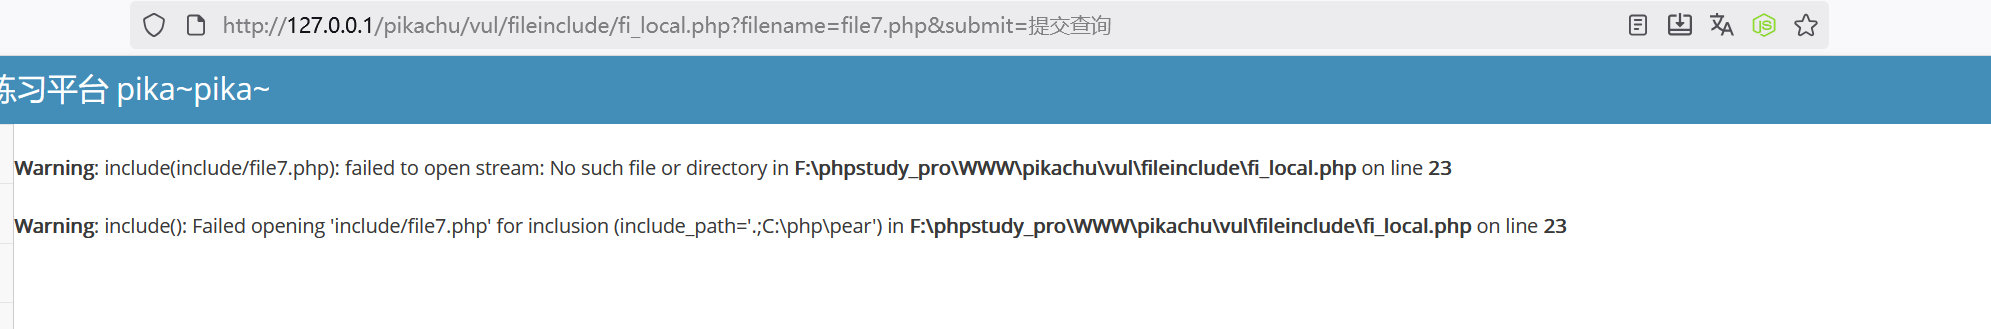 http://127.0.0.1/pikachu/vul/fileinclude/fi_local.php?filename=file7.php&submit=提交查询
练习平台 pika~pika~
Warning: include(include/file7.php): failed to open stream: No such file or directory in F:\phpstudy_pro\WWW\pikachu\vul\fileinclude\fi_local.php on line 23
Warning: include(): Failed opening 'include/file7.php' for inclusion (include_path='.;C:\php\pear') in F:\phpstudy_pro\WWW\pikachu\vul\fileinclude\fi_local.php on line 23